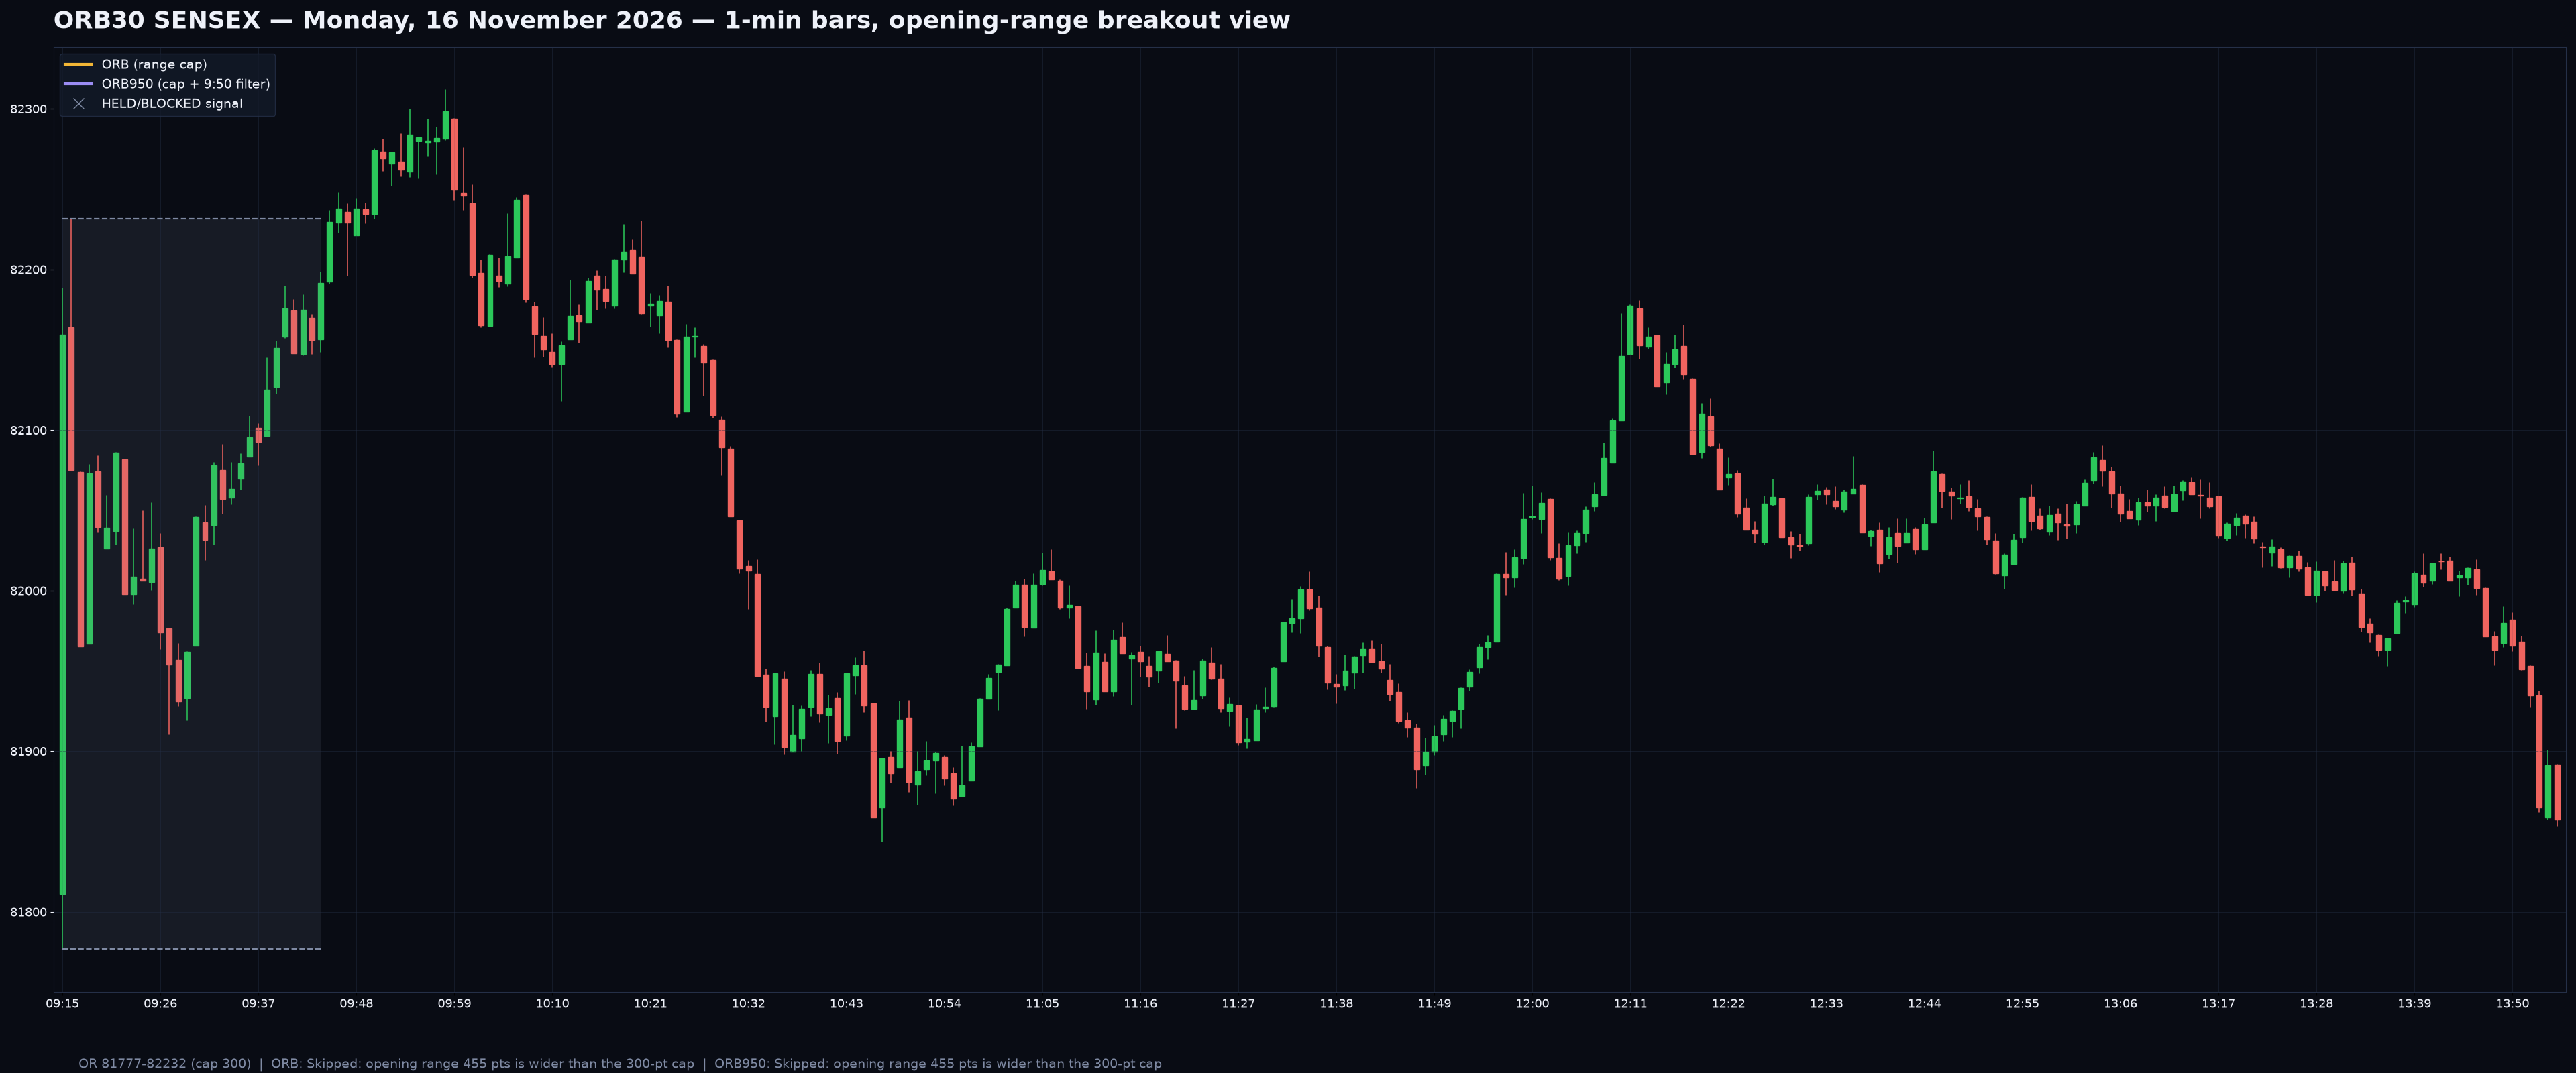 ORB30 SENSEX — Monday, 16 November 2026 — 1-min bars, opening-range breakout view
ORB (range cap)
ORB950 (cap + 9:50 filter)
HELD/BLOCKED signal
82300
82200
82100
82000
81900
81800
09:15 09:26 09:37 09:48 09:59 10:10 10:21 10:32 10:43 10:54 11:05 11:16 11:27 11:38 11:49 12:00 12:11 12:22 12:33 12:44 12:55 13:06 13:17 13:28 13:39 13:50
OR 81777-82232 (cap 300) | ORB: Skipped: opening range 455 pts is wider than the 300-pt cap | ORB950: Skipped: opening range 455 pts is wider than the 300-pt cap